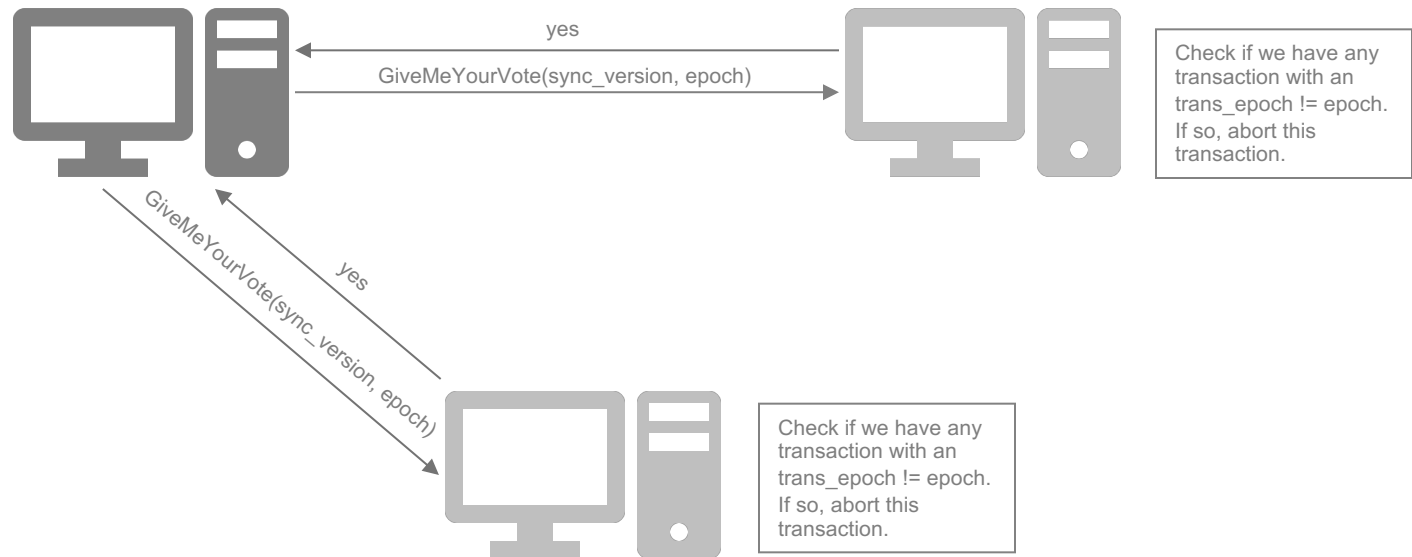 yes
GiveMeYourVote(sync_version, epoch)
Check if we have any
transaction with an
trans_epoch != epoch.
If so, abort this
transaction.
GiveMeYourVote(sync_version, epoch)
yes
Check if we have any
transaction with an
trans_epoch != epoch.
If so, abort this
transaction.